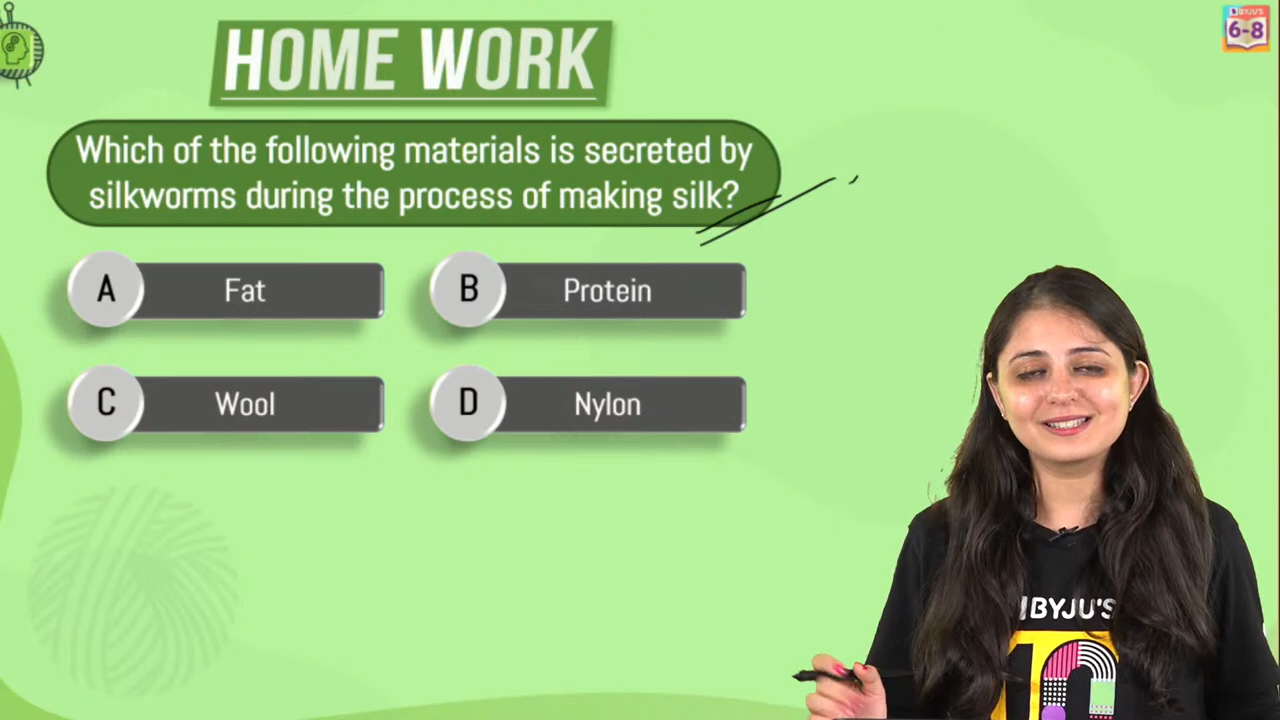 BYJU'S
6-8
HOME WORK
Which of the following materials is secreted by
silkworms during the process of making silk?
A Fat
B Protein
C Wool
D Nylon
BYJU'S
10